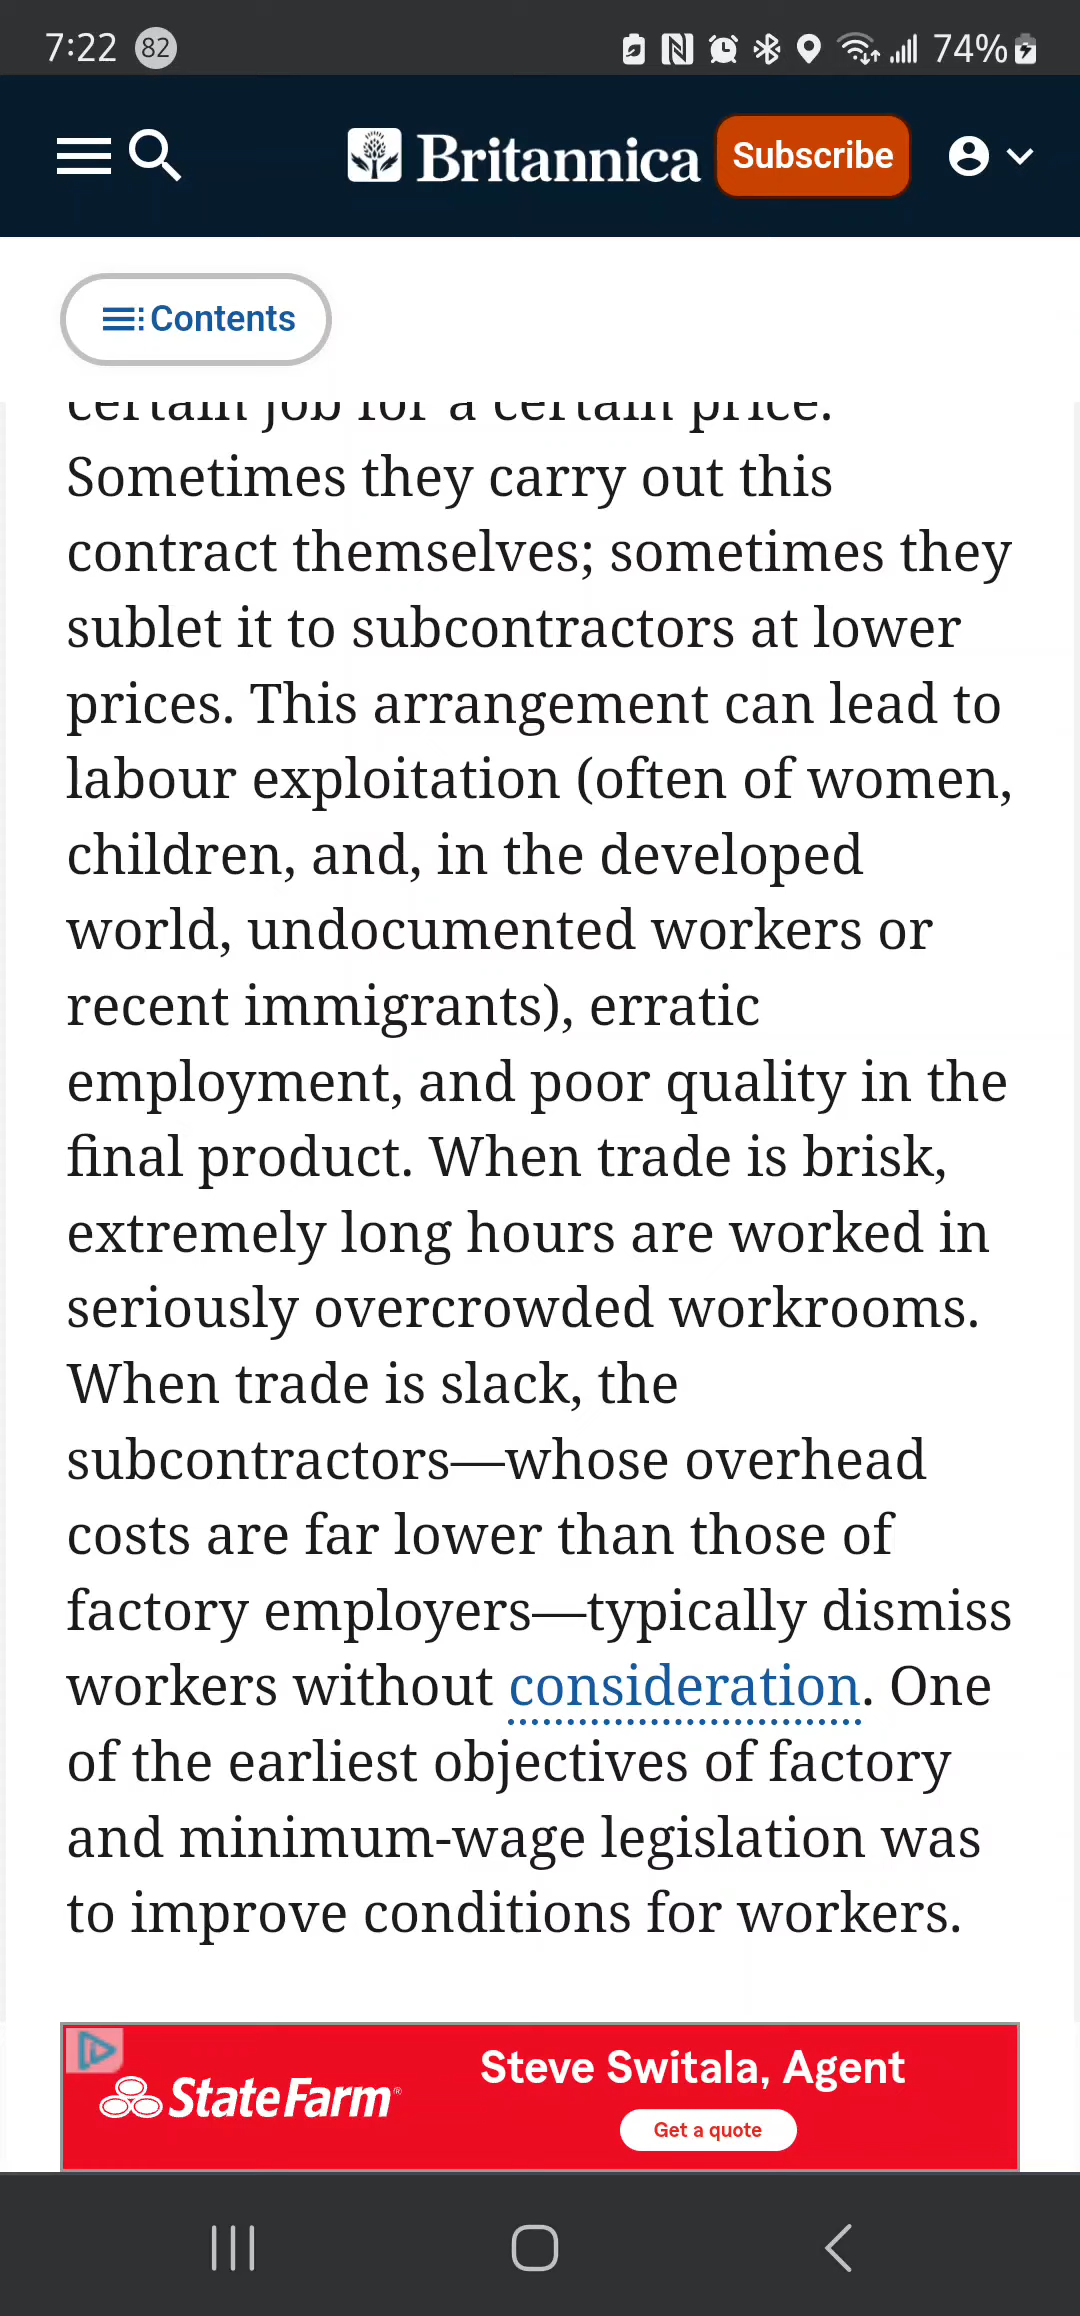 7:22 82 74%
Britannica Subscribe
Contents
certain job for a certain price.
Sometimes they carry out this
contract themselves; sometimes they
sublet it to subcontractors at lower
prices. This arrangement can lead to
labour exploitation (often of women,
children, and, in the developed
world, undocumented workers or
recent immigrants), erratic
employment, and poor quality in the
final product. When trade is brisk,
extremely long hours are worked in
seriously overcrowded workrooms.
When trade is slack, the
subcontractors—whose overhead
costs are far lower than those of
factory employers—typically dismiss
workers without consideration. One
of the earliest objectives of factory
and minimum-wage legislation was
to improve conditions for workers.
StateFarm®
Steve Switala, Agent
Get a quote